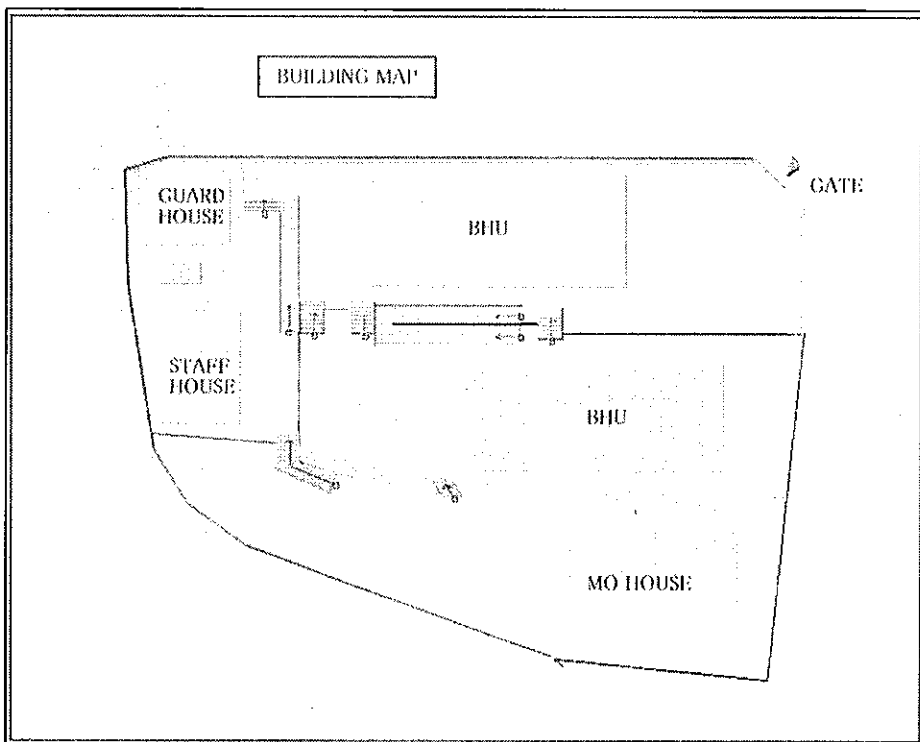 BUILDING MAP
GUARD
HOUSE
BHU
GATE
STAFF
HOUSE
BHU
MO HOUSE